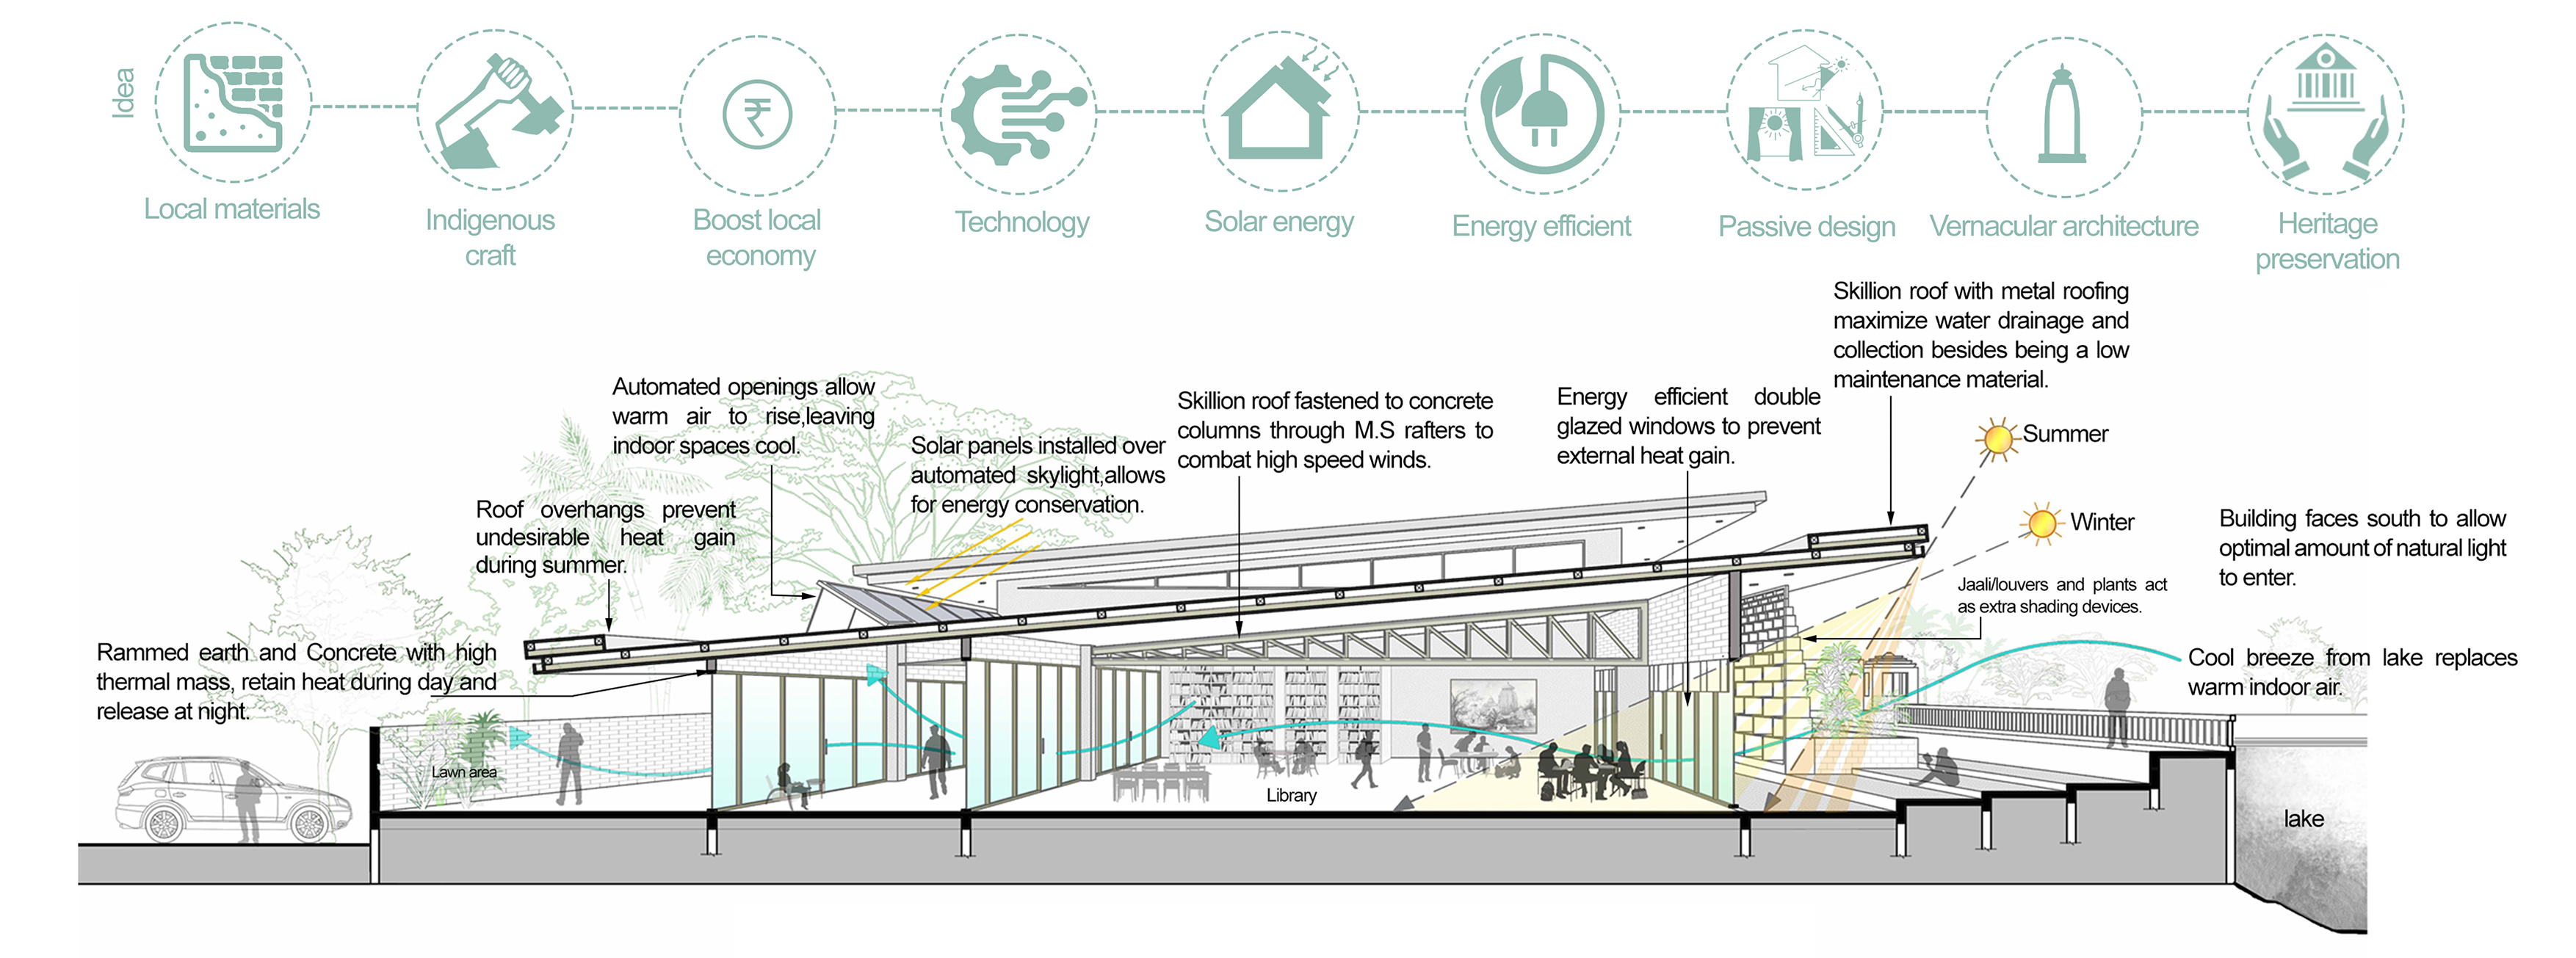 Idea
Local materials
Indigenous
craft
Boost local
economy
₹
Technology
Solar energy
Energy efficient
Passive design
Vernacular architecture
Heritage
preservation
Skillion roof with metal roofing
maximize water drainage and
collection besides being a low
maintenance material.
Automated openings allow
warm air to rise,leaving
indoor spaces cool.
Solar panels installed over
automated skylight,allows
for energy conservation.
Skillion roof fastened to concrete
columns through M.S rafters to
combat high speed winds.
Energy efficient double
glazed windows to prevent
external heat gain.
Summer
Winter
Roof overhangs prevent
undesirable heat gain
during summer.
Building faces south to allow
optimal amount of natural light
to enter.
Jaali/louvers and plants act
as extra shading devices.
Rammed earth and Concrete with high
thermal mass, retain heat during day and
release at night.
Cool breeze from lake replaces
warm indoor air.
Lawn area
Library
lake